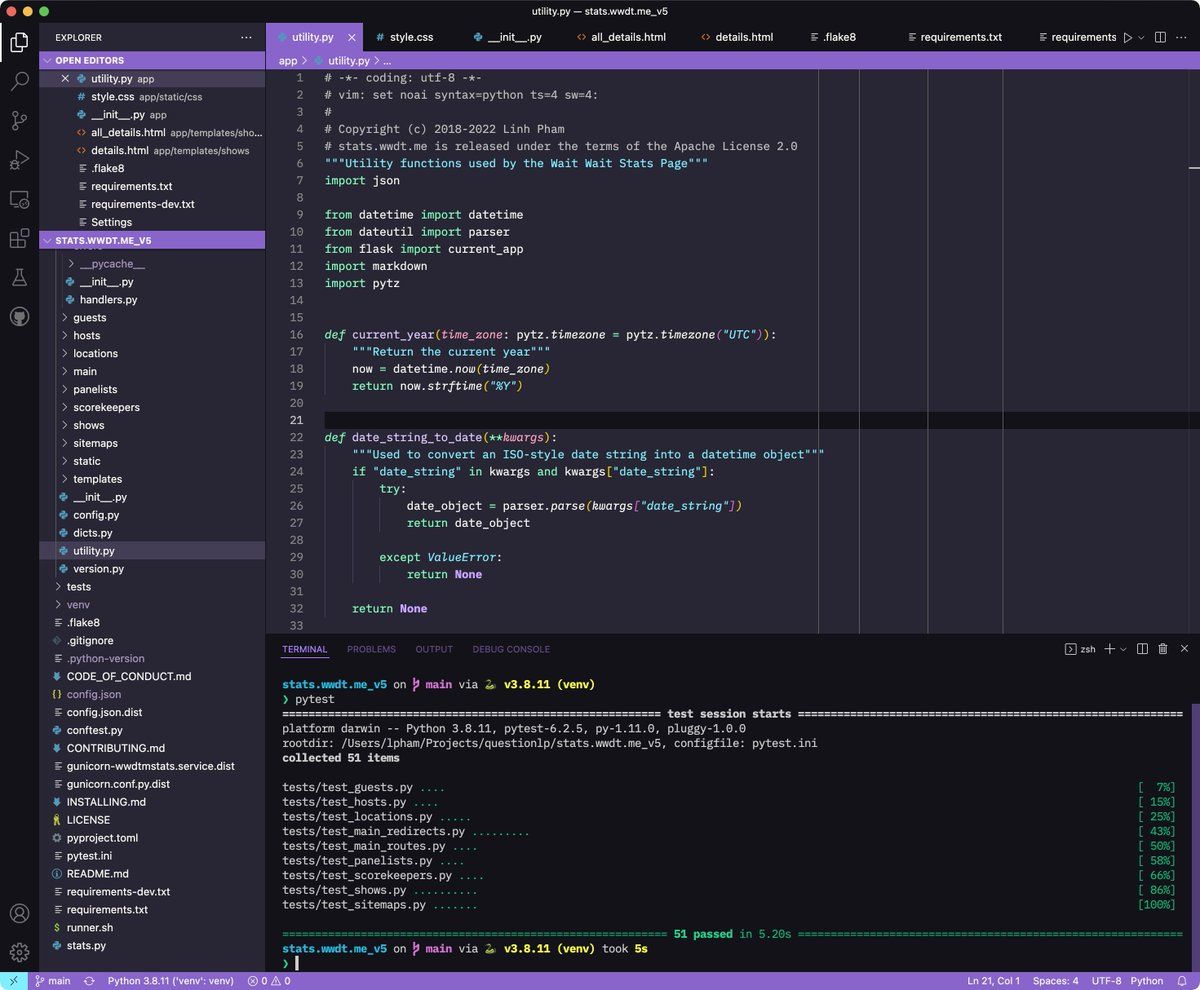 utility.py — stats.wwdt.me_v5
EXPLORER
OPEN EDITORS
utility.py app
style.css app/static/css
__init__.py app
all_details.html app/templates/sho...
details.html app/templates/shows
.flake8
requirements.txt
requirements-dev.txt
Settings
STATS.WWDT.ME_V5
__pycache__
__init__.py
handlers.py
guests
hosts
locations
main
panelists
scorekeepers
shows
sitemaps
static
templates
__init__.py
config.py
dicts.py
utility.py
version.py
tests
venv
.flake8
.gitignore
.python-version
CODE_OF_CONDUCT.md
config.json
config.json.dist
conftest.py
CONTRIBUTING.md
gunicorn-wwdtmstats.service.dist
gunicorn.conf.py.dist
INSTALLING.md
LICENSE
pyproject.toml
pytest.ini
README.md
requirements-dev.txt
requirements.txt
runner.sh
stats.py
utility.py style.css __init__.py all_details.html details.html .flake8 requirements.txt requirements
app > utility.py > ...
1 # -*- coding: utf-8 -*-
2 # vim: set noai syntax=python ts=4 sw=4:
3 #
4 # Copyright (c) 2018-2022 Linh Pham
5 # stats.wwdt.me is released under the terms of the Apache License 2.0
6 """Utility functions used by the Wait Wait Stats Page"""
7 import json
8
9 from datetime import datetime
10 from dateutil import parser
11 from flask import current_app
12 import markdown
13 import pytz
14
15
16 def current_year(time_zone: pytz.timezone = pytz.timezone("UTC")):
17 """Return the current year"""
18 now = datetime.now(time_zone)
19 return now.strftime("%Y")
20
21
22 def date_string_to_date(**kwargs):
23 """Used to convert an ISO-style date string into a datetime object"""
24 if "date_string" in kwargs and kwargs["date_string"]:
25 try:
26 date_object = parser.parse(kwargs["date_string"])
27 return date_object
28
29 except ValueError:
30 return None
31
32 return None
33
TERMINAL PROBLEMS OUTPUT DEBUG CONSOLE zsh
stats.wwdt.me_v5 on main via 🐍 v3.8.11 (venv)
❯ pytest
======================================================= test session starts ========================================================
platform darwin -- Python 3.8.11, pytest-6.2.5, py-1.11.0, pluggy-1.0.0
rootdir: /Users/lpham/Projects/questionlp/stats.wwdt.me_v5, configfile: pytest.ini
collected 51 items
tests/test_guests.py .... [  7%]
tests/test_hosts.py .... [ 15%]
tests/test_locations.py ..... [ 25%]
tests/test_main_redirects.py ......... [ 43%]
tests/test_main_routes.py .... [ 50%]
tests/test_panelists.py .... [ 58%]
tests/test_scorekeepers.py .... [ 66%]
tests/test_shows.py .......... [ 86%]
tests/test_sitemaps.py ....... [100%]
======================================================== 51 passed in 5.20s ========================================================
stats.wwdt.me_v5 on main via 🐍 v3.8.11 (venv) took 5s
❯
main Python 3.8.11 ('venv': venv) 0 0 Ln 21, Col 1 Spaces: 4 UTF-8 Python